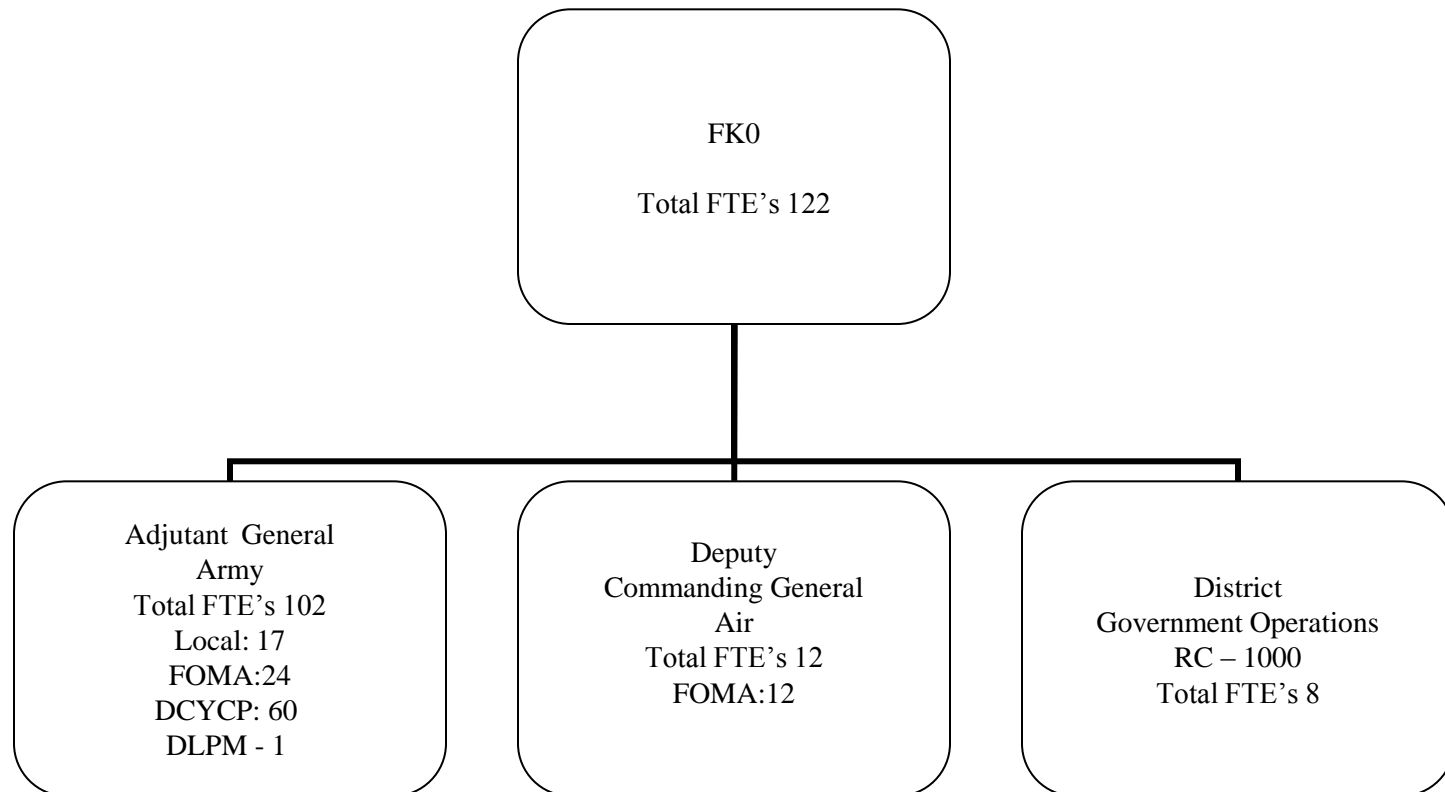 FK0
Total FTE’s 122
Adjutant General
Army
Total FTE’s 102
Local: 17
FOMA:24
DCYCP: 60
DLPM - 1
Deputy
Commanding General
Air
Total FTE’s 12
FOMA:12
District
Government Operations
RC – 1000
Total FTE’s 8